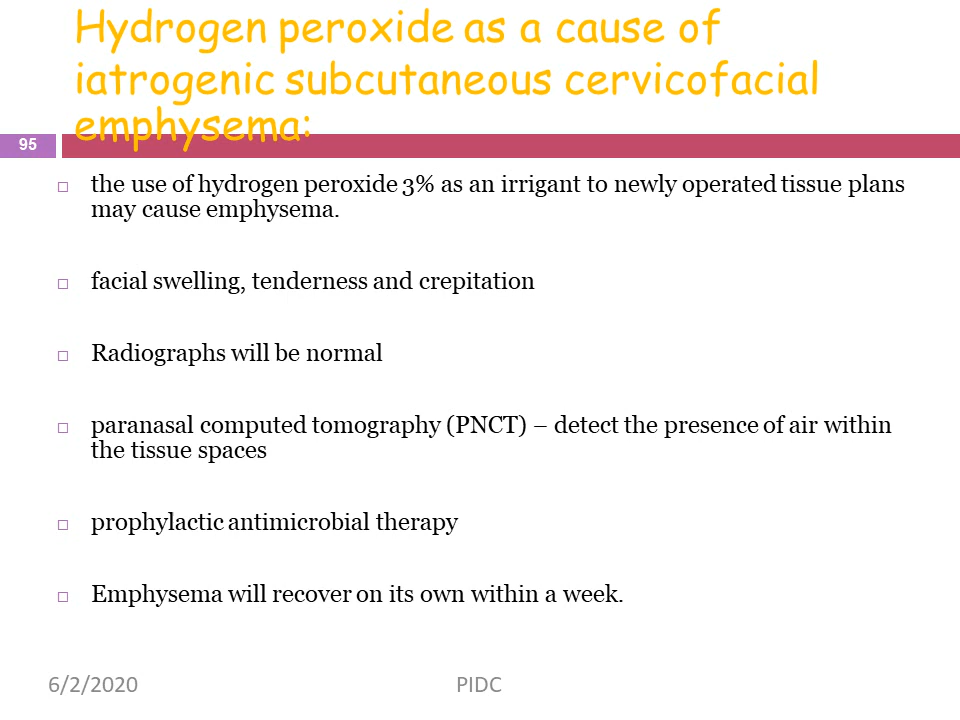 Hydrogen peroxide as a cause of
iatrogenic subcutaneous cervicofacial
emphysema:
95
the use of hydrogen peroxide 3% as an irrigant to newly operated tissue plans
may cause emphysema.
facial swelling, tenderness and crepitation
Radiographs will be normal
paranasal computed tomography (PNCT) – detect the presence of air within
the tissue spaces
prophylactic antimicrobial therapy
Emphysema will recover on its own within a week.
6/2/2020
PIDC